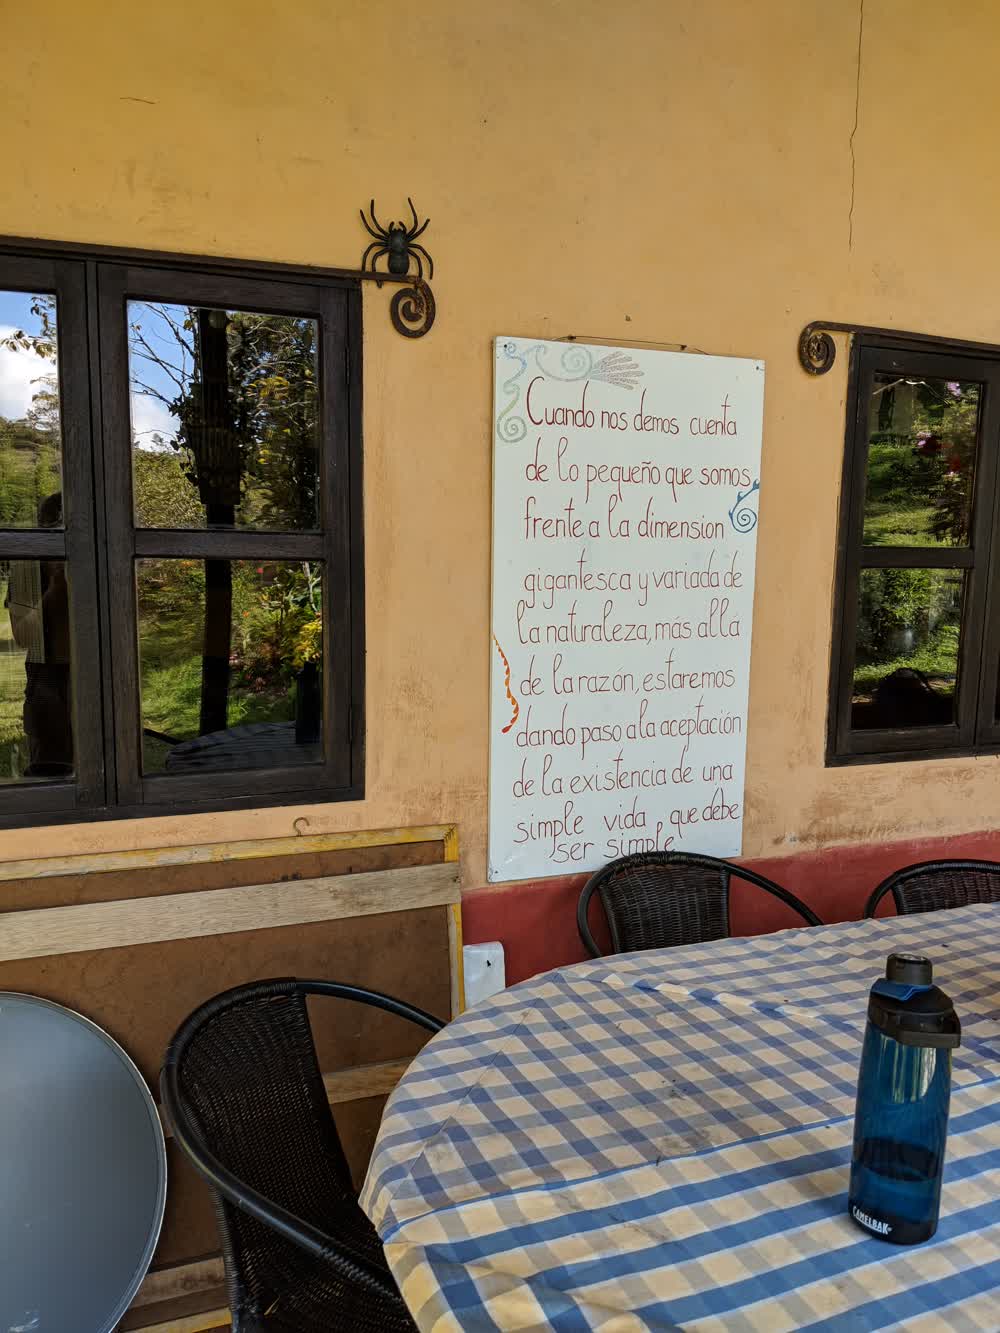 Cuando nos demos cuenta
de lo pequeño que somos
frente a la dimension
gigantesca y variada de
la naturaleza, más allá
de la razón, estaremos
dando paso a la aceptación
de la existencia de una
simple vida que debe
ser simple
CAMELBAK